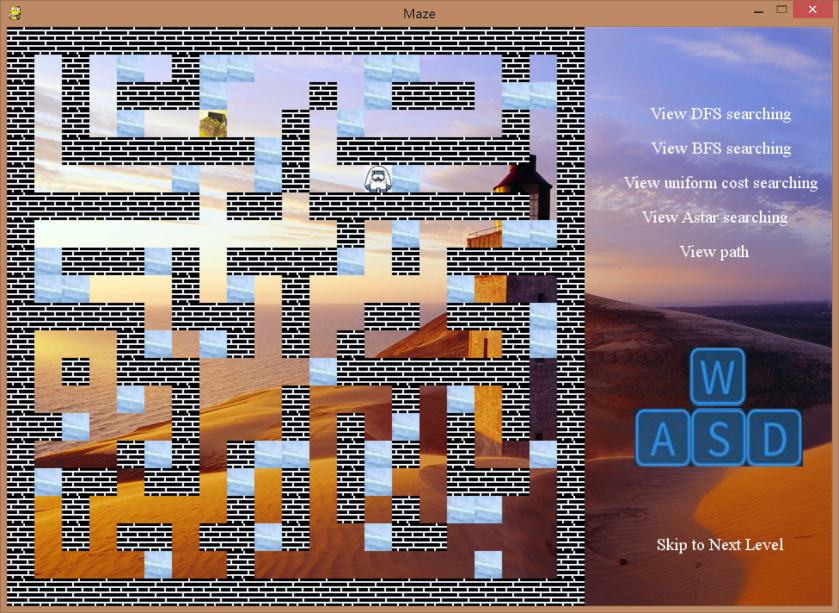 Maze
View DFS searching
View BFS searching
View uniform cost searching
View Astar searching
View path
W
A S D
Skip to Next Level